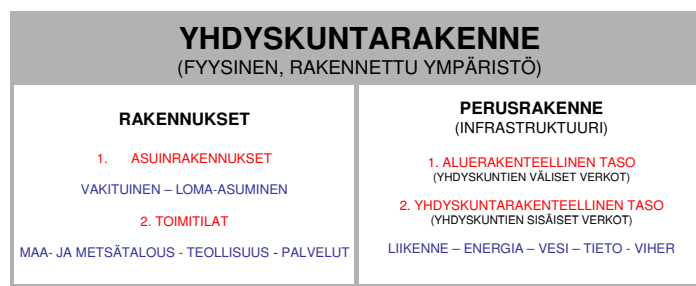 YHDYSKUNTARAKENNE
(FYYSINEN, RAKENNETTU YMPÄRISTÖ)
RAKENNUKSET
1. ASUINRAKENNUKSET
VAKITUINEN – LOMA-ASUMINEN
2. TOIMITILAT
MAA- JA METSÄTALOUS - TEOLLISUUS - PALVELUT
PERUSRAKENNE
(INFRASTRUKTUURI)
1. ALUERAKENTEELLINEN TASO
(YHDYSKUNTIEN VÄLISET VERKOT)
2. YHDYSKUNTARAKENTEELLINEN TASO
(YHDYSKUNTIEN SISÄISET VERKOT)
LIIKENNE – ENERGIA – VESI – TIETO - VIHER